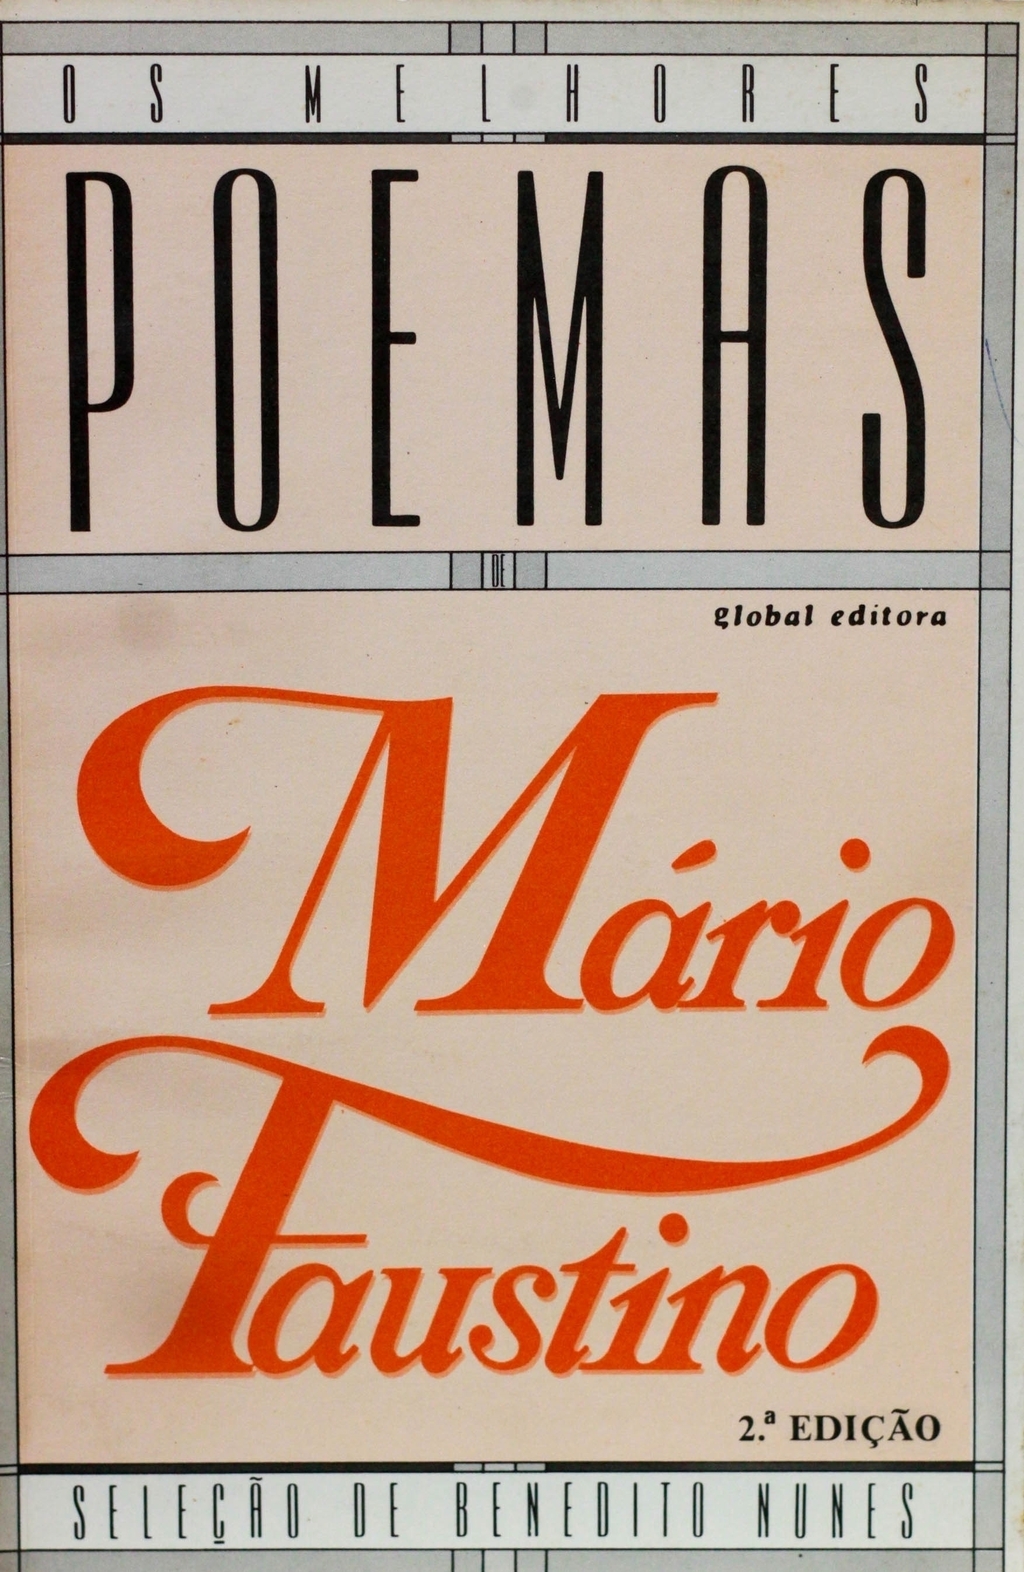 OS MELHORES
POEMAS
DE
global editora
Mário
Faustino
2.ª EDIÇÃO
SELEÇÃO DE BENEDITO NUNES